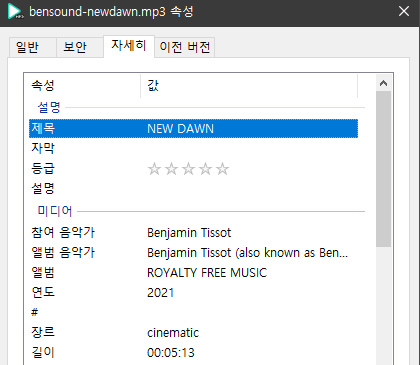 bensound-newdawn.mp3 속성
일반 보안 자세히 이전 버전
속성 값
설명
제목 NEW DAWN
자막
등급 ☆☆☆☆☆
설명
미디어
참여 음악가 Benjamin Tissot
앨범 음악가 Benjamin Tissot (also known as Ben...
앨범 ROYALTY FREE MUSIC
연도 2021
#
장르 cinematic
길이 00:05:13